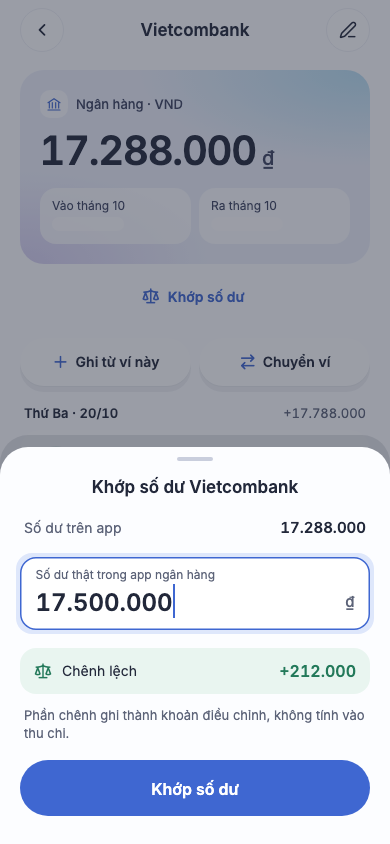 Vietcombank
Ngân hàng · VND
17.288.000 ₫
Vào tháng 10
Ra tháng 10
Khớp số dư
Ghi từ ví này
Chuyển ví
Thứ Ba · 20/10
+17.788.000
Khớp số dư Vietcombank
Số dư trên app
17.288.000
Số dư thật trong app ngân hàng
17.500.000
₫
Chênh lệch
+212.000
Phần chênh ghi thành khoản điều chỉnh, không tính vào
thu chi.
Khớp số dư